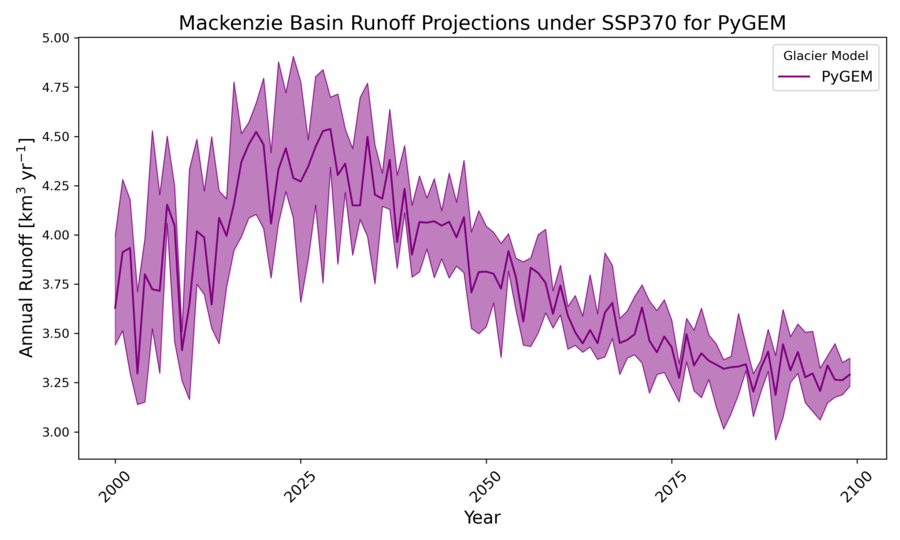 Mackenzie Basin Runoff Projections under SSP370 for PyGEM
Glacier Model
PyGEM
Annual Runoff [km³ yr⁻¹]
5.00
4.75
4.50
4.25
4.00
3.75
3.50
3.25
3.00
2000
2025
2050
2075
2100
Year